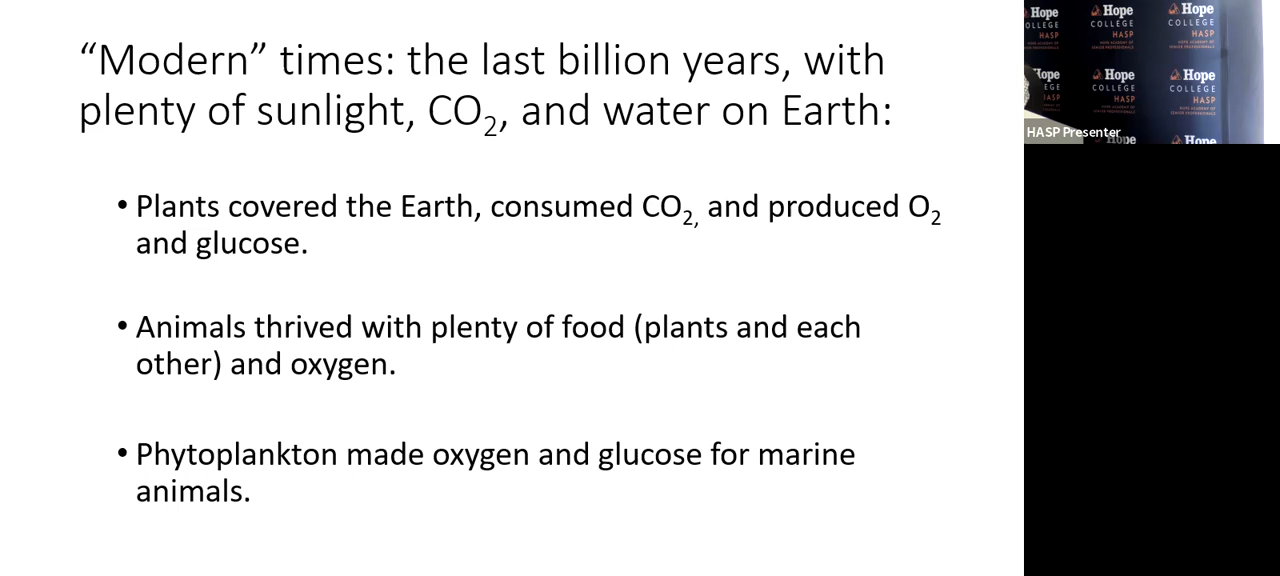 “Modern” times: the last billion years, with
plenty of sunlight, CO2, and water on Earth:
• Plants covered the Earth, consumed CO2, and produced O2
and glucose.
• Animals thrived with plenty of food (plants and each
other) and oxygen.
• Phytoplankton made oxygen and glucose for marine
animals.
Hope
Hope
Hope
COLLEGE
COLLEGE
HASP
HASP
HASP
Hope
Hope
COLLEGE
COLLEGE
HASP
HASP
HASP Presenter
Hope